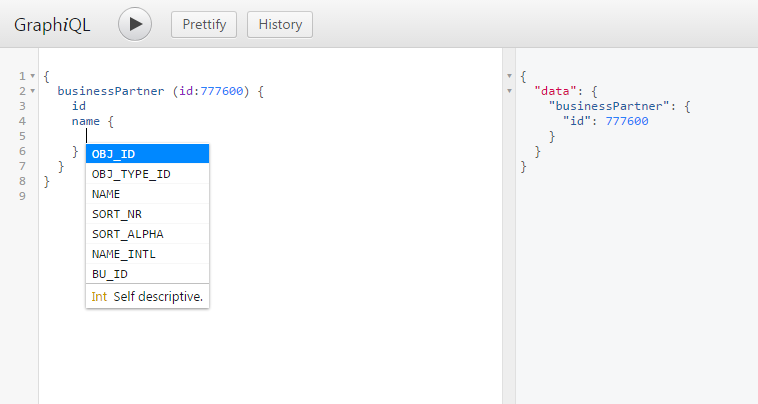 GraphiQL Prettify History
1 {
2 businessPartner (id:777600) {
3 id
4 name {
5
6 }
7 }
8 }
9
OBJ_ID
OBJ_TYPE_ID
NAME
SORT_NR
SORT_ALPHA
NAME_INTL
BU_ID
Int Self descriptive.
{
"data": {
"businessPartner": {
"id": 777600
}
}
}